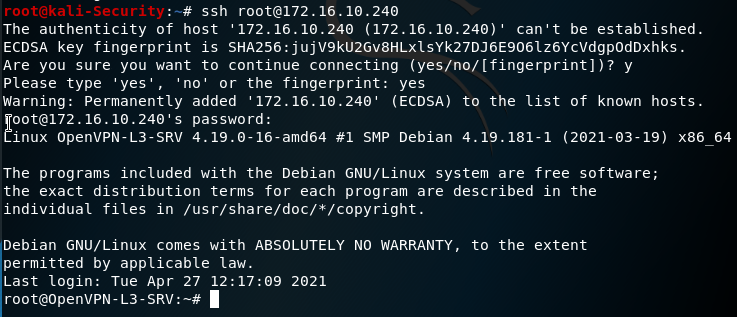 root@kali-Security:~# ssh root@172.16.10.240
The authenticity of host '172.16.10.240 (172.16.10.240)' can't be established.
ECDSA key fingerprint is SHA256:jujV9kU2Gv8HLxlsYk27DJ6E9O6lz6YcVdgpOdDxhks.
Are you sure you want to continue connecting (yes/no/[fingerprint])? y
Please type 'yes', 'no' or the fingerprint: yes
Warning: Permanently added '172.16.10.240' (ECDSA) to the list of known hosts.
root@172.16.10.240's password:
Linux OpenVPN-L3-SRV 4.19.0-16-amd64 #1 SMP Debian 4.19.181-1 (2021-03-19) x86_64
The programs included with the Debian GNU/Linux system are free software;
the exact distribution terms for each program are described in the
individual files in /usr/share/doc/*/copyright.
Debian GNU/Linux comes with ABSOLUTELY NO WARRANTY, to the extent
permitted by applicable law.
Last login: Tue Apr 27 12:17:09 2021
root@OpenVPN-L3-SRV:~#